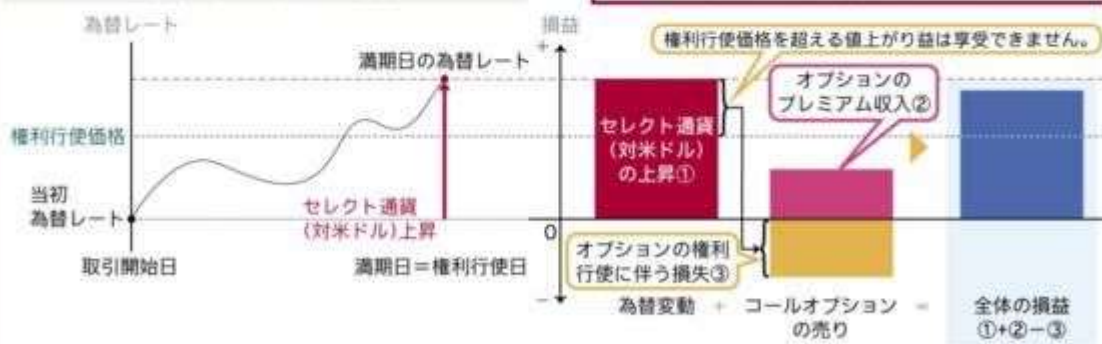 為替レート
満期日の為替レート
権利行使価格
当初
為替レート
セレクト通貨
(対米ドル)上昇
取引開始日
満期日=権利行使日
損益
+
権利行使価格を超える値上がり益は享受できません。
オプションの
プレミアム収入②
セレクト通貨
(対米ドル)
の上昇①
0
オプションの権利
行使に伴う損失③
-
為替変動 + コールオプション = 全体の損益
の売り ①+②-③